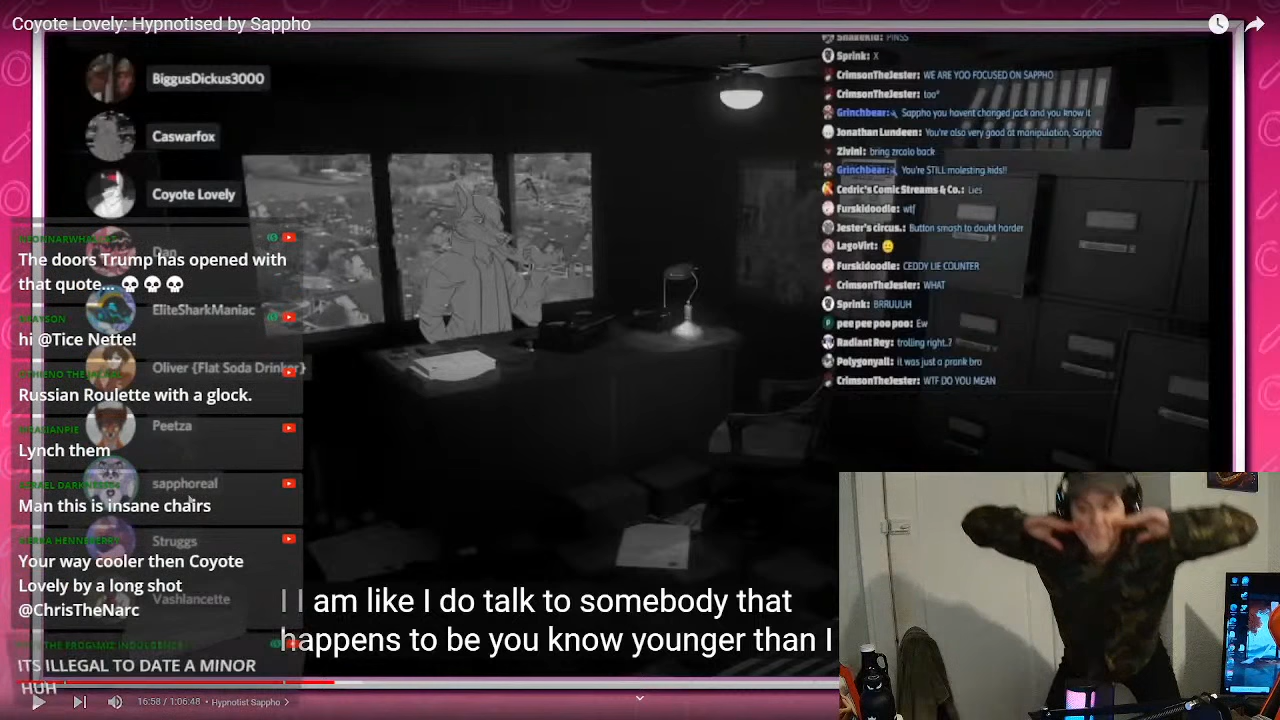 Coyote Lovely: Hypnotised by Sappho
BiggusDickus3000
Caswarfox
Coyote Lovely
Dan
EliteSharkManiac
Oliver {Flat Soda Drinker}
Peetza
sapphoreal
Struggs
Vashlancette
The doors Trump has opened with
that quote... 💀💀💀
hi @Tice Nette!
Russian Roulette with a glock.
Lynch them
Man this is insane chairs
Your way cooler then Coyote
Lovely by a long shot
@ChrisTheNarc
ITS ILLEGAL TO DATE A MINOR
HUH
Sprink: X
CrimsonTheJester: WE ARE YOO FOCUSED ON SAPPHO
CrimsonTheJester: too*
Grinchbear: Sappho you havent changed jack and you know it
Jonathan Lundeen: You're also very good at manipulation, Sappho
Zivini: bring zrcalo back
Grinchbear: You're STILL molesting kids!!
Cedric's Comic Streams & Co.: Lies
Furskidoodle: wtf
Jester's circus.: Button smash to doubt harder
LagoVirt: 😐
Furskidoodle: CEDDY LIE COUNTER
CrimsonTheJester: WHAT
Sprink: BRRUUUH
pee pee poo poo: Ew
Radiant Rey: trolling right..?
Polygonyall: it was just a prank bro
CrimsonTheJester: WTF DO YOU MEAN
I I am like I do talk to somebody that
happens to be you know younger than I
16:58 / 1:06:48 • Hypnotist Sappho >